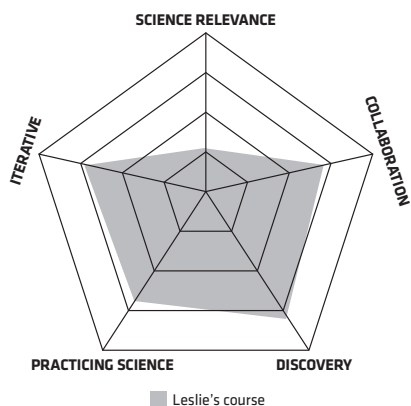 SCIENCE RELEVANCE
COLLABORATION
ITERATIVE
PRACTICING SCIENCE
DISCOVERY
Leslie's course